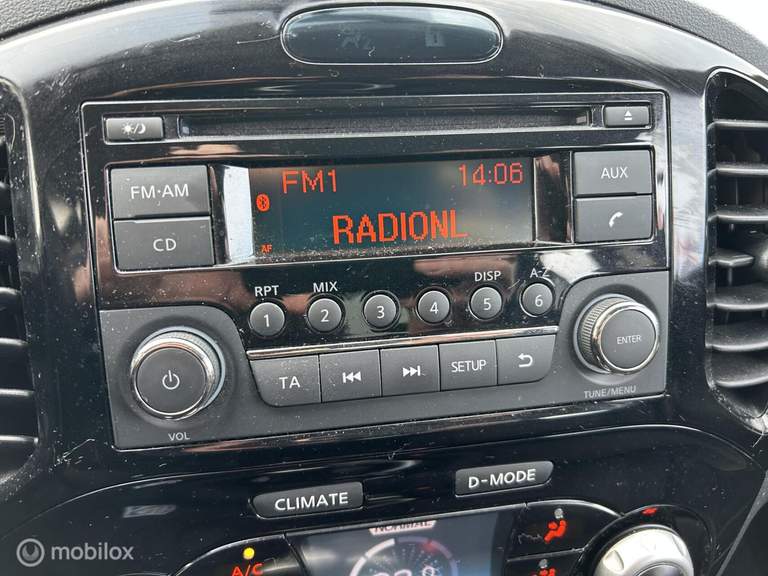 FM·AM
CD
FM1 14:06
RADIONL
AF
AUX
RPT MIX DISP A-Z
1 2 3 4 5 6
TA SETUP
VOL
ENTER
TUNE/MENU
CLIMATE D-MODE
NORMAL
A/C
mobilox